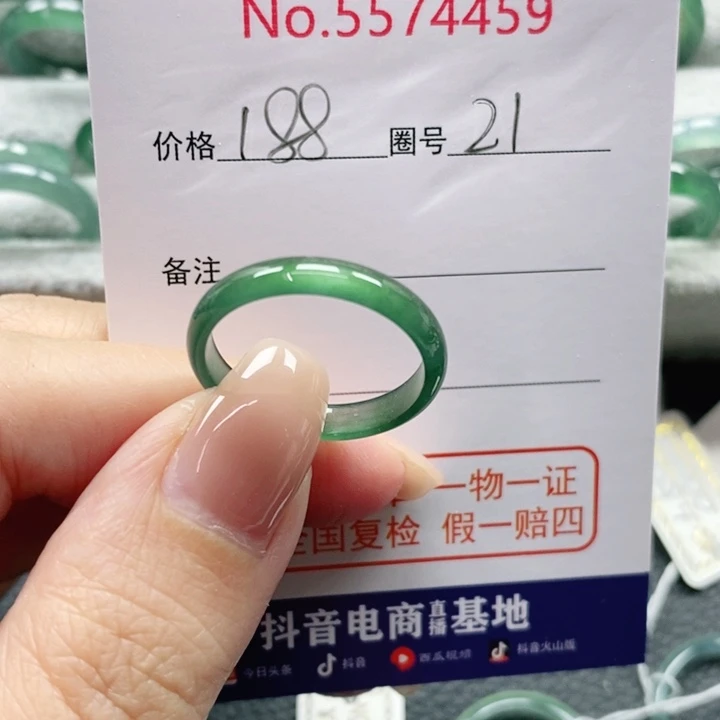 No.5574459
价格 188 圈号 21
备注
一物一证
全国复检 假一赔四
抖音电商直播基地
今日头条 抖音 西瓜视频 抖音火山版